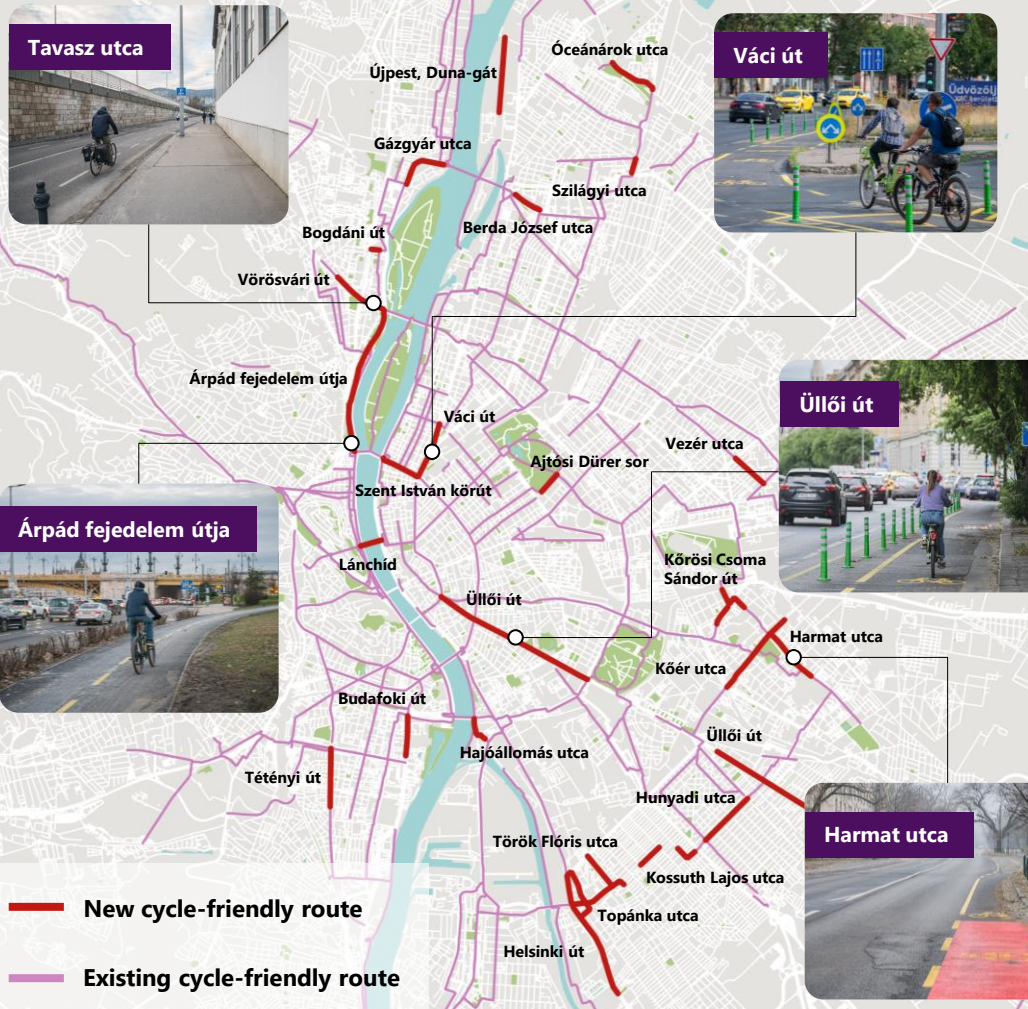 Tavasz utca
Újpest, Duna-gát
Óceánárok utca
Váci út
Üdvözölj
Gázgyár utca
Szilágyi utca
Berda József utca
Bogdáni út
Vörösvári út
Árpád fejedelem útja
Váci út
Üllői út
Vezér utca
Ajtósi Dürer sor
Szent István körút
Árpád fejedelem útja
Lánchíd
Kőrösi Csoma
Sándor út
Üllői út
Harmat utca
Kőér utca
Budafoki út
Hajóállomás utca
Üllői út
Tétényi út
Hunyadi utca
Harmat utca
Török Flóris utca
Kossuth Lajos utca
New cycle-friendly route
Topánka utca
Helsinki út
Existing cycle-friendly route